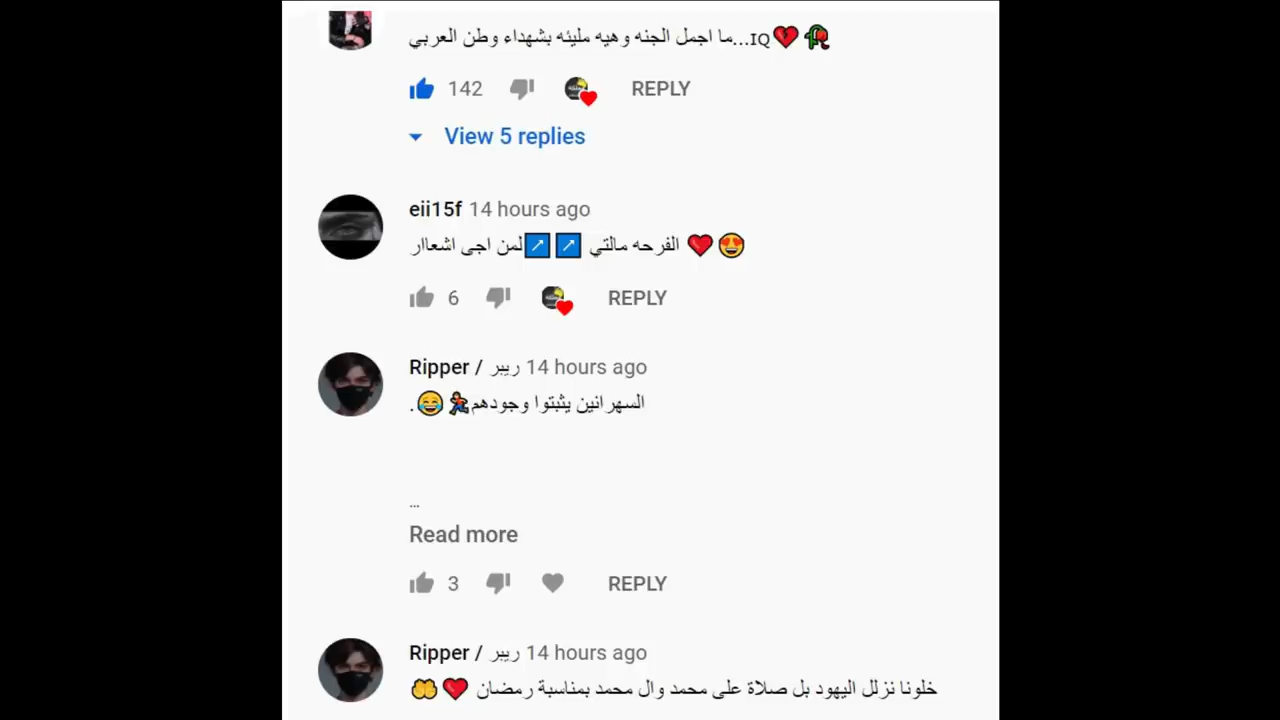 ما اجمل الجنه وهيه مليئه بشهداء وطن العربي...IQ💔🥀
142 REPLY
View 5 replies
eii15f 14 hours ago
لمن اجى اشعاار↗️↗️ الفرحه مالتي ❤️😍
6 REPLY
Ripper / ريبر 14 hours ago
السهرانين يثبتوا وجودهم🏃😂.
...
Read more
3 REPLY
Ripper / ريبر 14 hours ago
خلونا نزلل اليهود بل صلاة على محمد وال محمد بمناسبة رمضان ❤️🤲